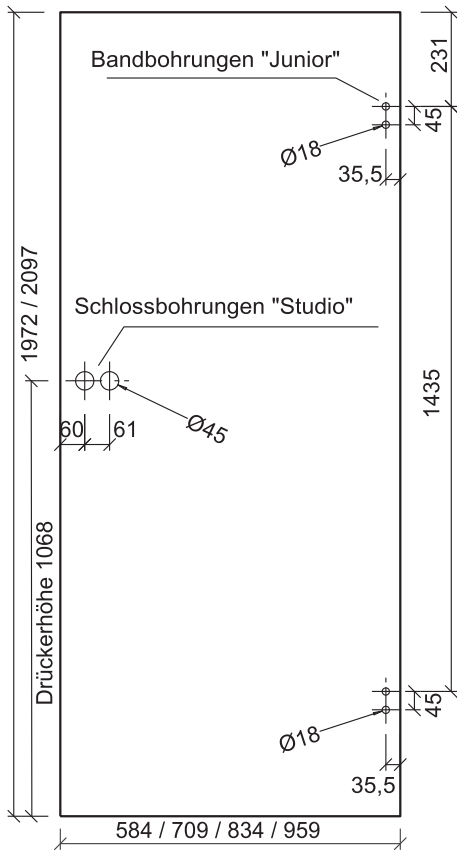 231
Bandbohrungen "Junior"
45
Ø18
35,5
1972 / 2097
Schlossbohrungen "Studio"
1435
60
61
Ø45
Drückerhöhe 1068
45
Ø18
35,5
584 / 709 / 834 / 959